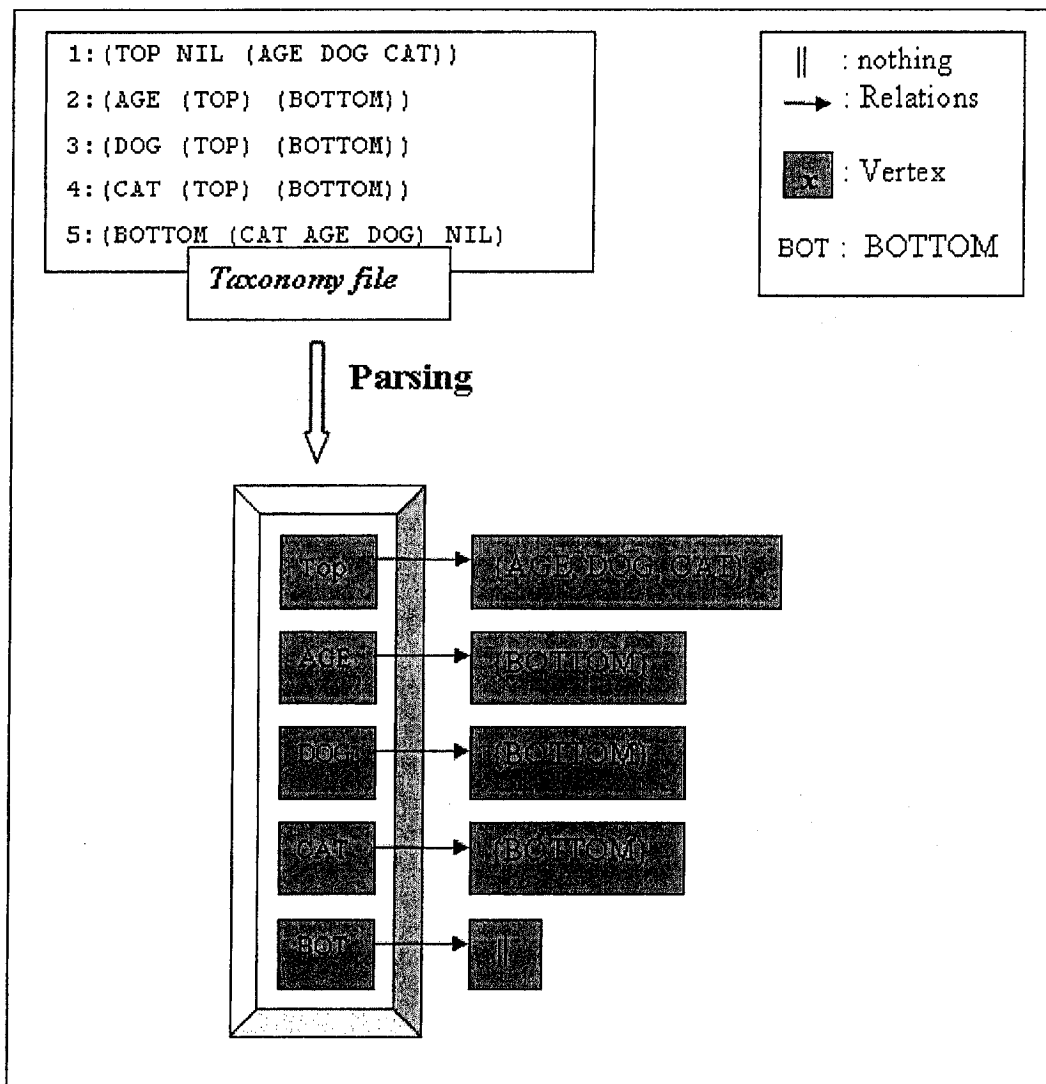 1:(TOP NIL (AGE DOG CAT))
2:(AGE (TOP) (BOTTOM))
3:(DOG (TOP) (BOTTOM))
4:(CAT (TOP) (BOTTOM))
5:(BOTTOM (CAT AGE DOG) NIL)
Taxonomy file
|| : nothing
: Relations
x : Vertex
BOT : BOTTOM
Parsing
Top (AGE DOG CAT)
AGE (BOTTOM)
DOG (BOTTOM)
CAT (BOTTOM)
BOT ||